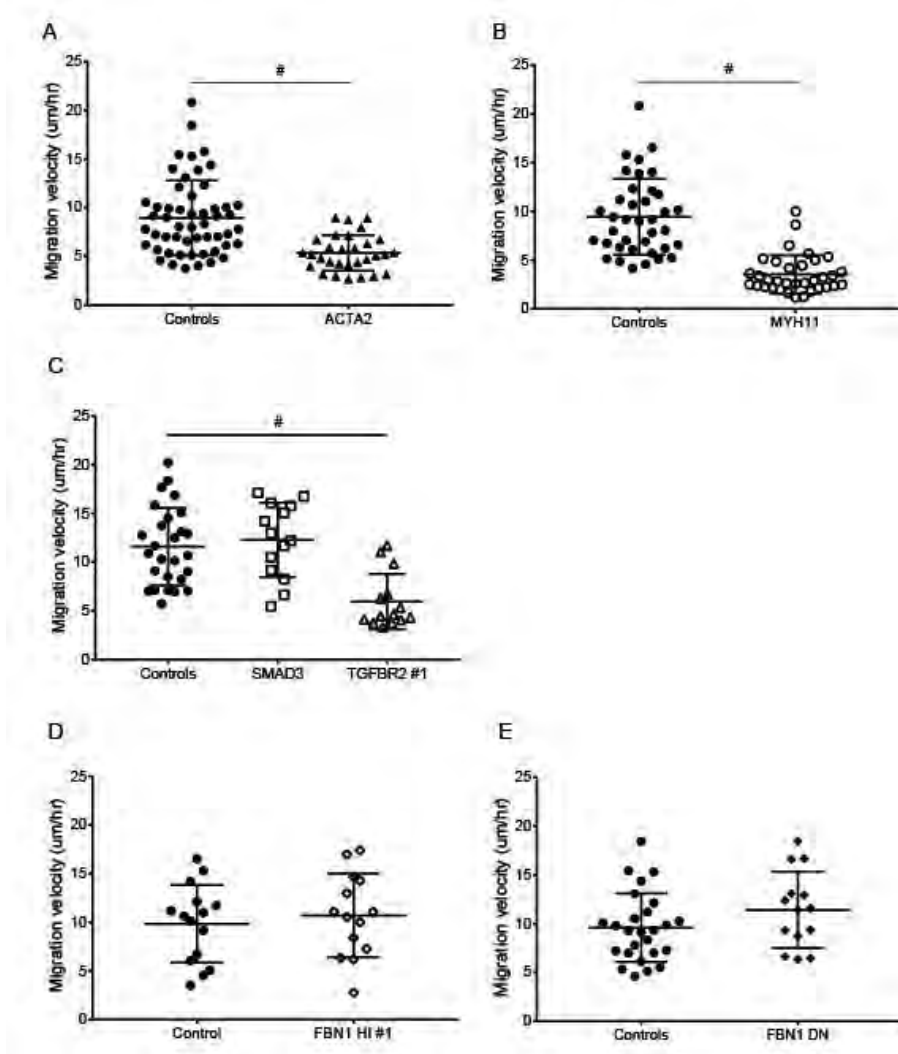 A
Migration velocity (um/hr)
25
20
15
10
5
0
#
Controls
ACTA2
B
Migration velocity (um/hr)
25
20
15
10
5
0
#
Controls
MYH11
C
Migration velocity (um/hr)
25
20
15
10
5
0
#
Controls
SMAD3
TGFBR2 #1
D
Migration velocity (um/hr)
25
20
15
10
5
0
Control
FBN1 HI #1
E
Migration velocity (um/hr)
25
20
15
10
5
0
Controls
FBN1 DN